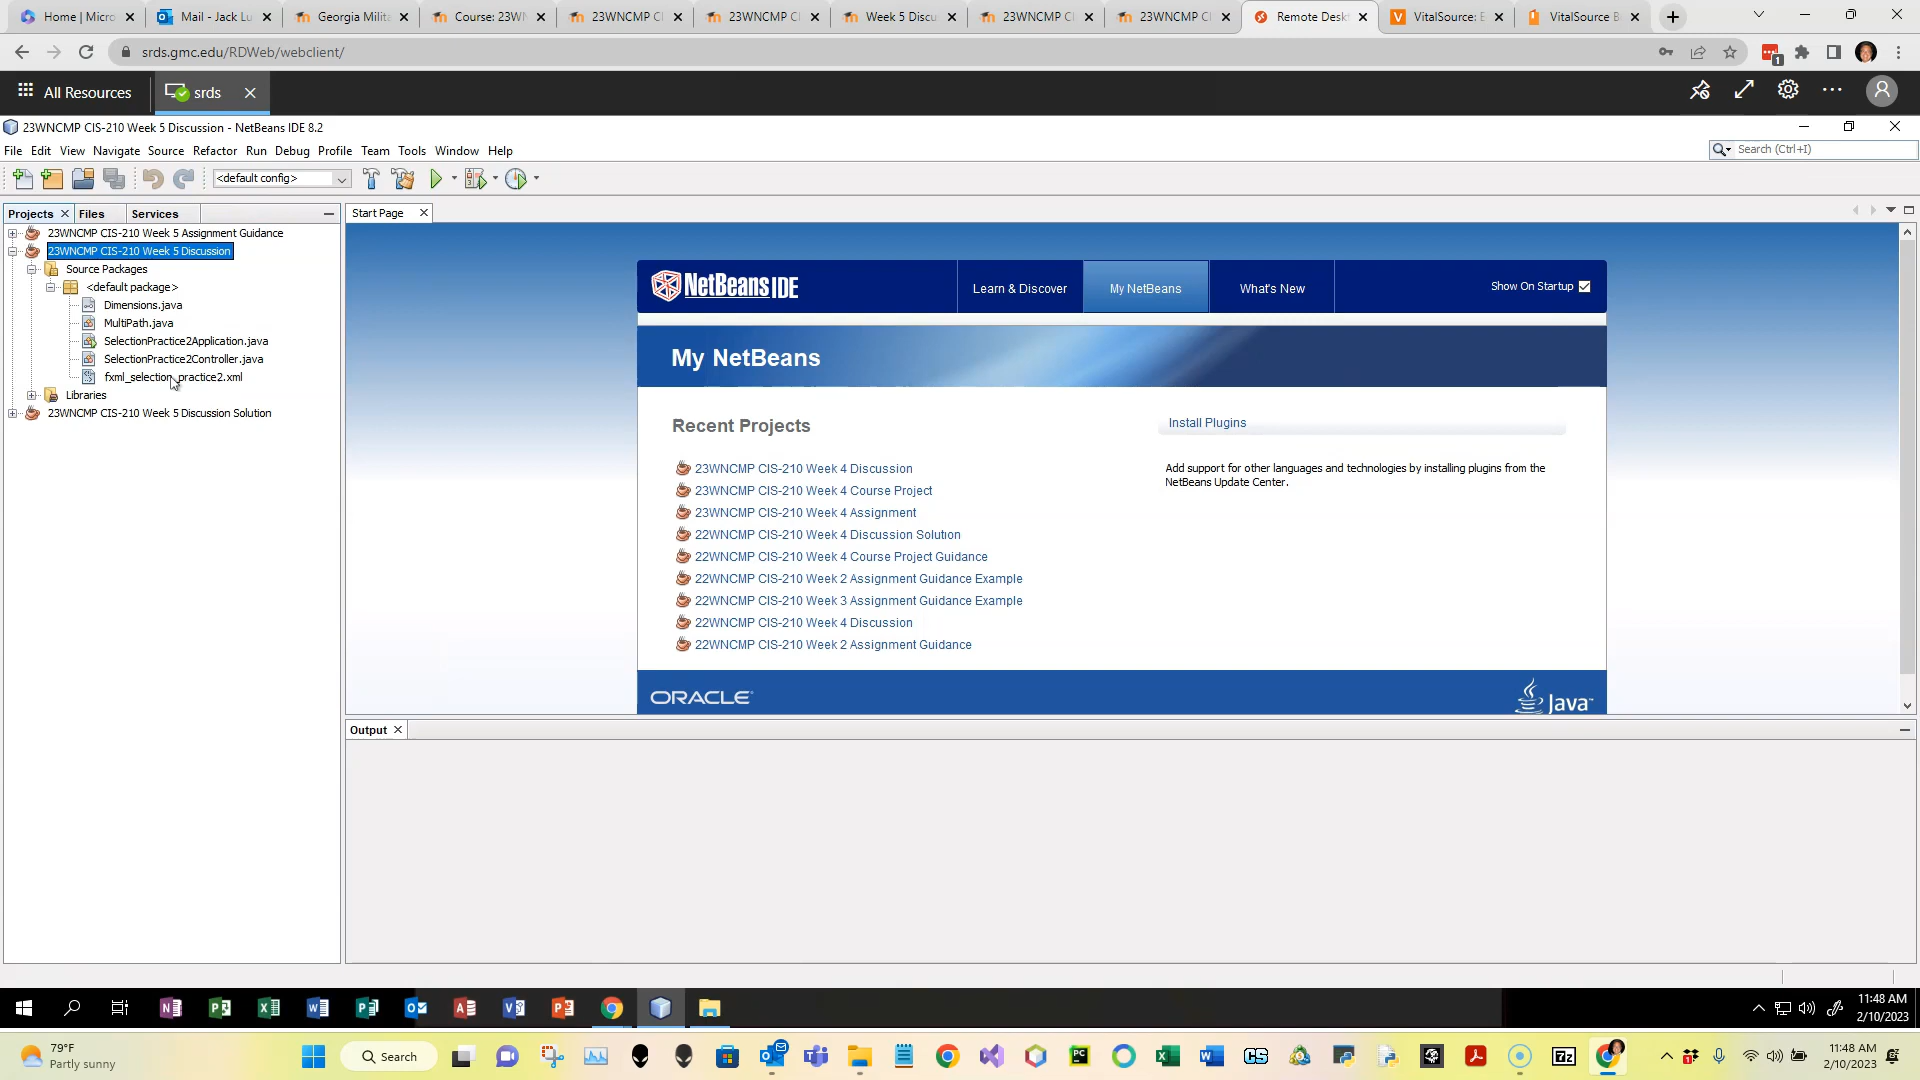 Home | Micro
Mail - Jack Lu
Georgia Milita
Course: 23W
23WNCMP C
23WNCMP C
Week 5 Discu
23WNCMP C
23WNCMP C
Remote Deskt
VitalSource: E
VitalSource B
srds.gmc.edu/RDWeb/webclient/
1
All Resources
srds
23WNCMP CIS-210 Week 5 Discussion - NetBeans IDE 8.2
File Edit View Navigate Source Refactor Run Debug Profile Team Tools Window Help
Search (Ctrl+I)
<default config>
Projects
Files
Services
Start Page
23WNCMP CIS-210 Week 5 Assignment Guidance
23WNCMP CIS-210 Week 5 Discussion
Source Packages
<default package>
Dimensions.java
MultiPath.java
SelectionPractice2Application.java
SelectionPractice2Controller.java
fxml_selection_practice2.xml
Libraries
23WNCMP CIS-210 Week 5 Discussion Solution
NetBeans IDE
Learn & Discover
My NetBeans
What's New
Show On Startup
My NetBeans
Recent Projects
23WNCMP CIS-210 Week 4 Discussion
23WNCMP CIS-210 Week 4 Course Project
23WNCMP CIS-210 Week 4 Assignment
22WNCMP CIS-210 Week 4 Discussion Solution
22WNCMP CIS-210 Week 4 Course Project Guidance
22WNCMP CIS-210 Week 2 Assignment Guidance Example
22WNCMP CIS-210 Week 3 Assignment Guidance Example
22WNCMP CIS-210 Week 4 Discussion
22WNCMP CIS-210 Week 2 Assignment Guidance
Install Plugins
Add support for other languages and technologies by installing plugins from the
NetBeans Update Center.
ORACLE
Java
Output
11:48 AM
2/10/2023
79°F
Partly sunny
Search
11:48 AM
2/10/2023